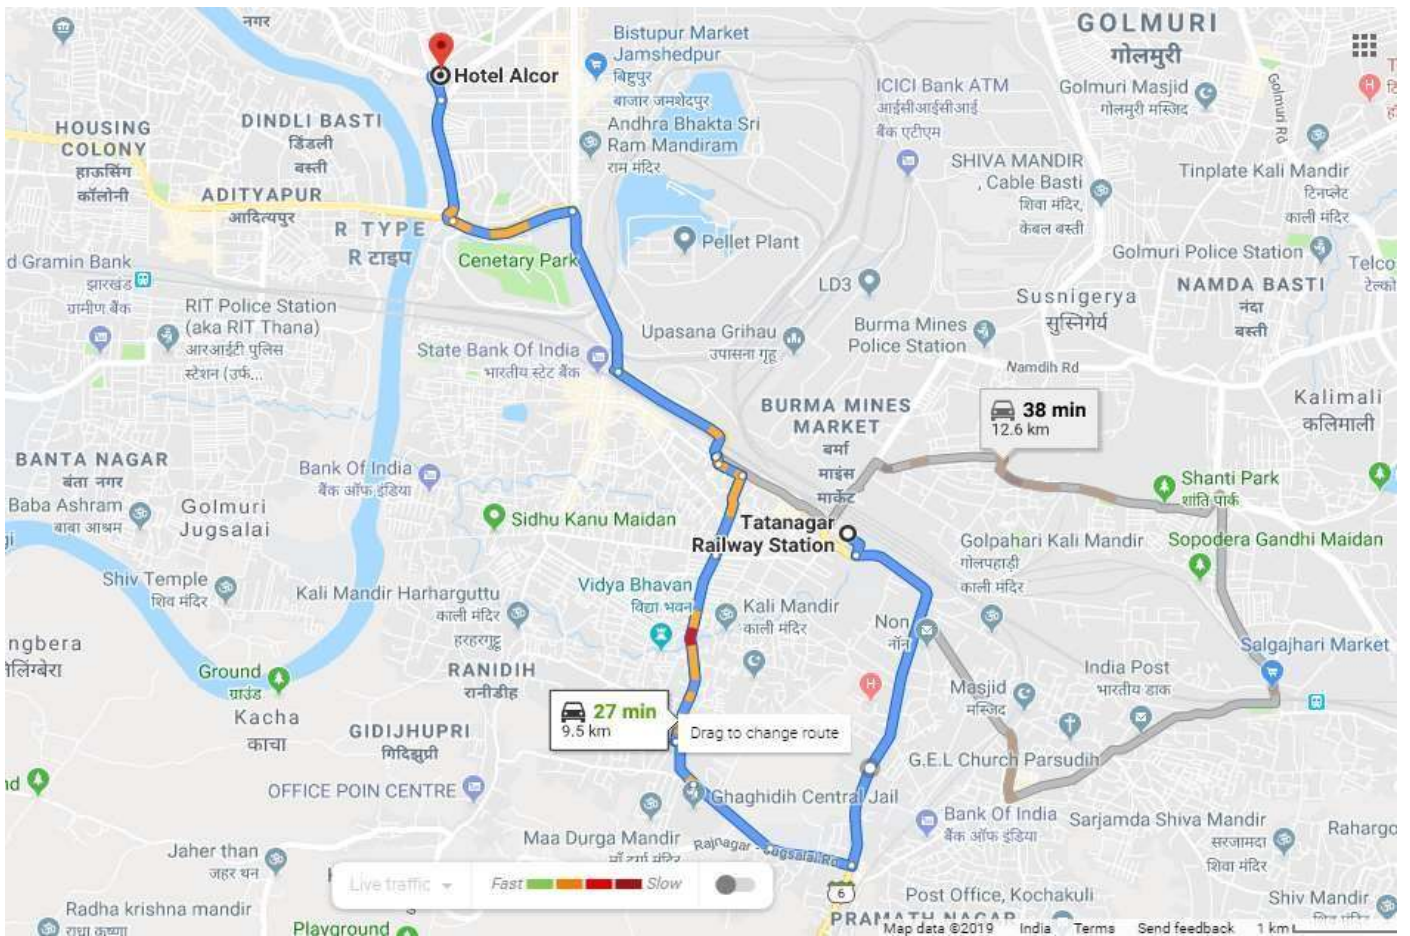 नगर
Hotel Alcor
Bistupur Market
Jamshedpur
बिष्टुपुर
बाजार जमशेदपुर
GOLMURI
गोलमुरी
ICICI Bank ATM
आईसीआईसीआई
बैंक एटीएम
Golmuri Masjid
गोलमुरी मस्जिद
Golmuri Rd
HOUSING
COLONY
हाऊसिंग
कॉलोनी
DINDLI BASTI
डिंडली
बस्ती
Andhra Bhakta Sri
Ram Mandiram
राम मंदिर
SHIVA MANDIR
, Cable Basti
शिवा मंदिर,
केबल बस्ती
Tinplate Kali Mandir
टिनप्लेट
काली मंदिर
ADITYAPUR
आदित्यपुर
R TYPE
R टाइप
Cenetary Park
Pellet Plant
Golmuri Police Station
Telco
टेल्को
d Gramin Bank
झारखंड
ग्रामीण बैंक
LD3
NAMDA BASTI
नंदा
बस्ती
Susnigerya
सुस्निगेर्य
RIT Police Station
(aka RIT Thana)
आरआईटी पुलिस
स्टेशन (उर्फ...
State Bank Of India
भारतीय स्टेट बैंक
Upasana Grihau
उपासना गृह
Burma Mines
Police Station
Namdih Rd
38 min
12.6 km
Kalimali
कलिमाली
BURMA MINES
MARKET
बर्मा
माइंस
मार्केट
BANTA NAGAR
बंता नगर
Bank Of India
बैंक ऑफ़ इंडिया
Shanti Park
शांति पार्क
Baba Ashram
बाबा आश्रम
Golmuri
Jugsalai
Sidhu Kanu Maidan
Tatanagar
Railway Station
Golpahari Kali Mandir
गोलपहाड़ी
काली मंदिर
Sopodera Gandhi Maidan
Shiv Temple
शिव मंदिर
Kali Mandir Harharguttu
काली मंदिर
हरहरगुट्टू
Vidya Bhavan
विद्या भवन
Kali Mandir
काली मंदिर
Non
नॉन
Salgajhari Market
ngbera
Ground
ग्राउंड
RANIDIH
रानीडीह
India Post
भारतीय डाक
Masjid
मस्जिद
Kacha
काचा
GIDIJHUPRI
गिदिझुप्री
27 min
9.5 km
Drag to change route
G.E.L Church Parsudih
nd
OFFICE POIN CENTRE
Ghaghidih Central Jail
Bank Of India
बैंक ऑफ़ इंडिया
Sarjamda Shiva Mandir
सरजामदा
शिवा मंदिर
Rahargo
Maa Durga Mandir
Rajnagar - Jugsalai Rd
Jaher than
जहर थन
Live traffic
Fast
Slow
6
Post Office, Kochakuli
Shiv Mandir
Radha krishna mandir
राधा कृष्णा
Playground
PRAMATH NAGAR
Map data ©2019
India
Terms
Send feedback
1 km